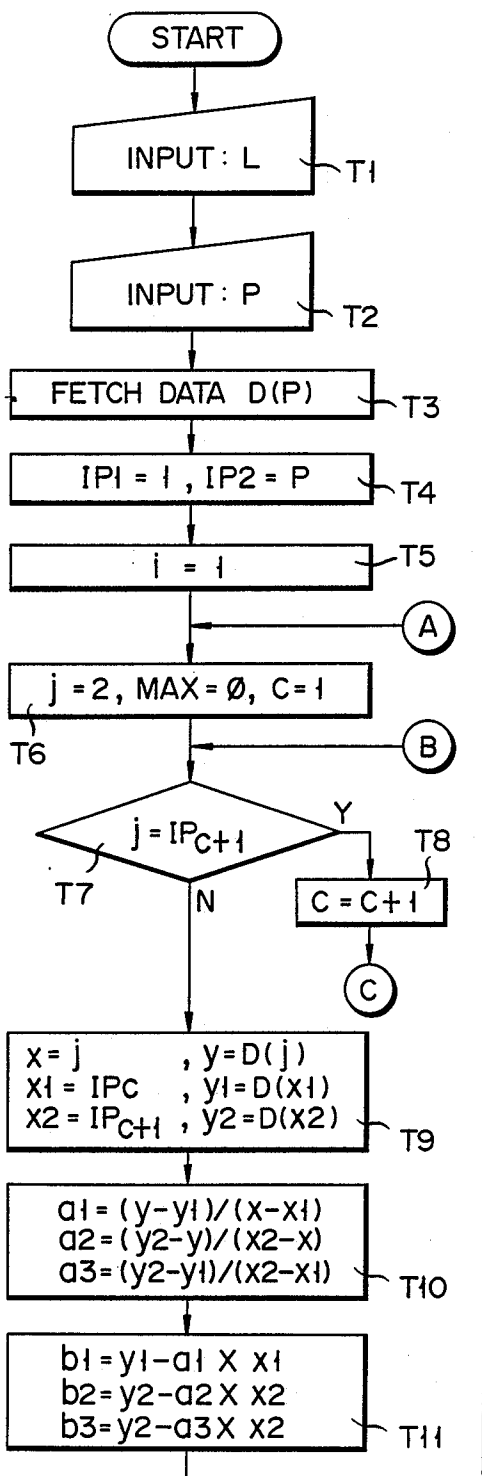 START
INPUT: L
T1
INPUT: P
T2
FETCH DATA D(P)
T3
IP1 = 1, IP2 = P
T4
i = 1
T5
A
j = 2, MAX = Ø, C = 1
T6
B
j = IPC+1
Y
T7
T8
N
C = C+1
C
x = j , y = D(j)
x1 = IPC , y1 = D(x1)
x2 = IPC+1 , y2 = D(x2)
T9
a1 = (y-y1)/(x-x1)
a2 = (y2-y)/(x2-x)
a3 = (y2-y1)/(x2-x1)
T10
b1 = y1-a1 X x1
b2 = y2-a2 X x2
b3 = y2-a3 X x2
T11